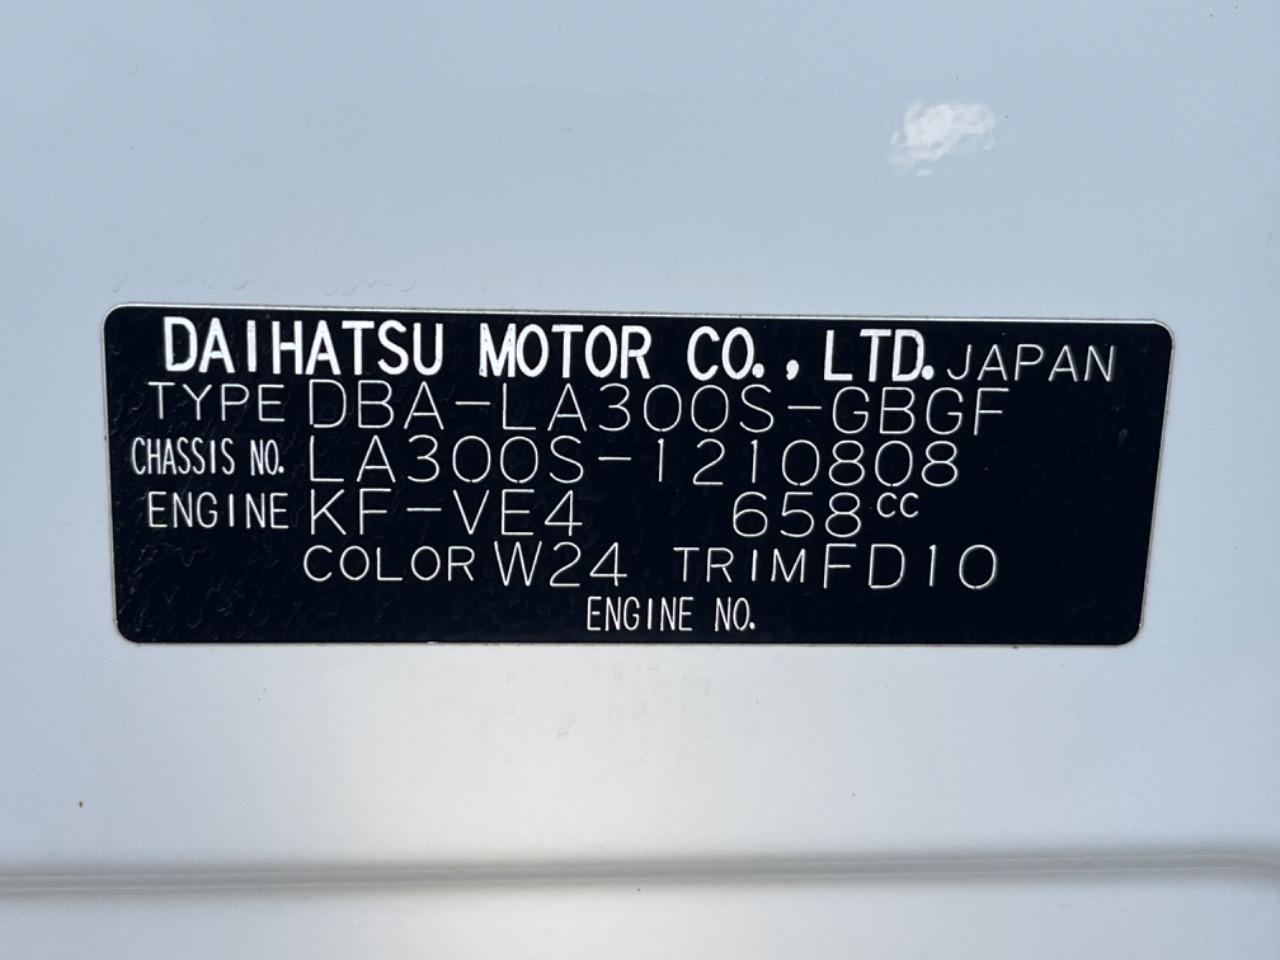 DAIHATSU MOTOR CO., LTD. JAPAN
TYPE DBA-LA300S-GBGF
CHASSIS NO. LA300S-1210808
ENGINE KF-VE4 658cc
COLOR W24 TRIM FD10
ENGINE NO.